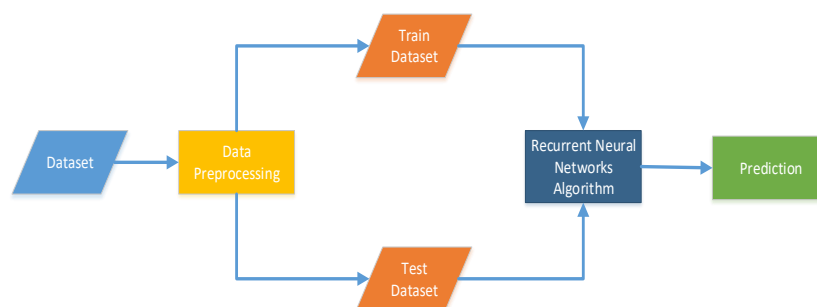 Train
Dataset
Dataset
Data
Preprocessing
Recurrent Neural
Networks
Algorithm
Prediction
Test
Dataset